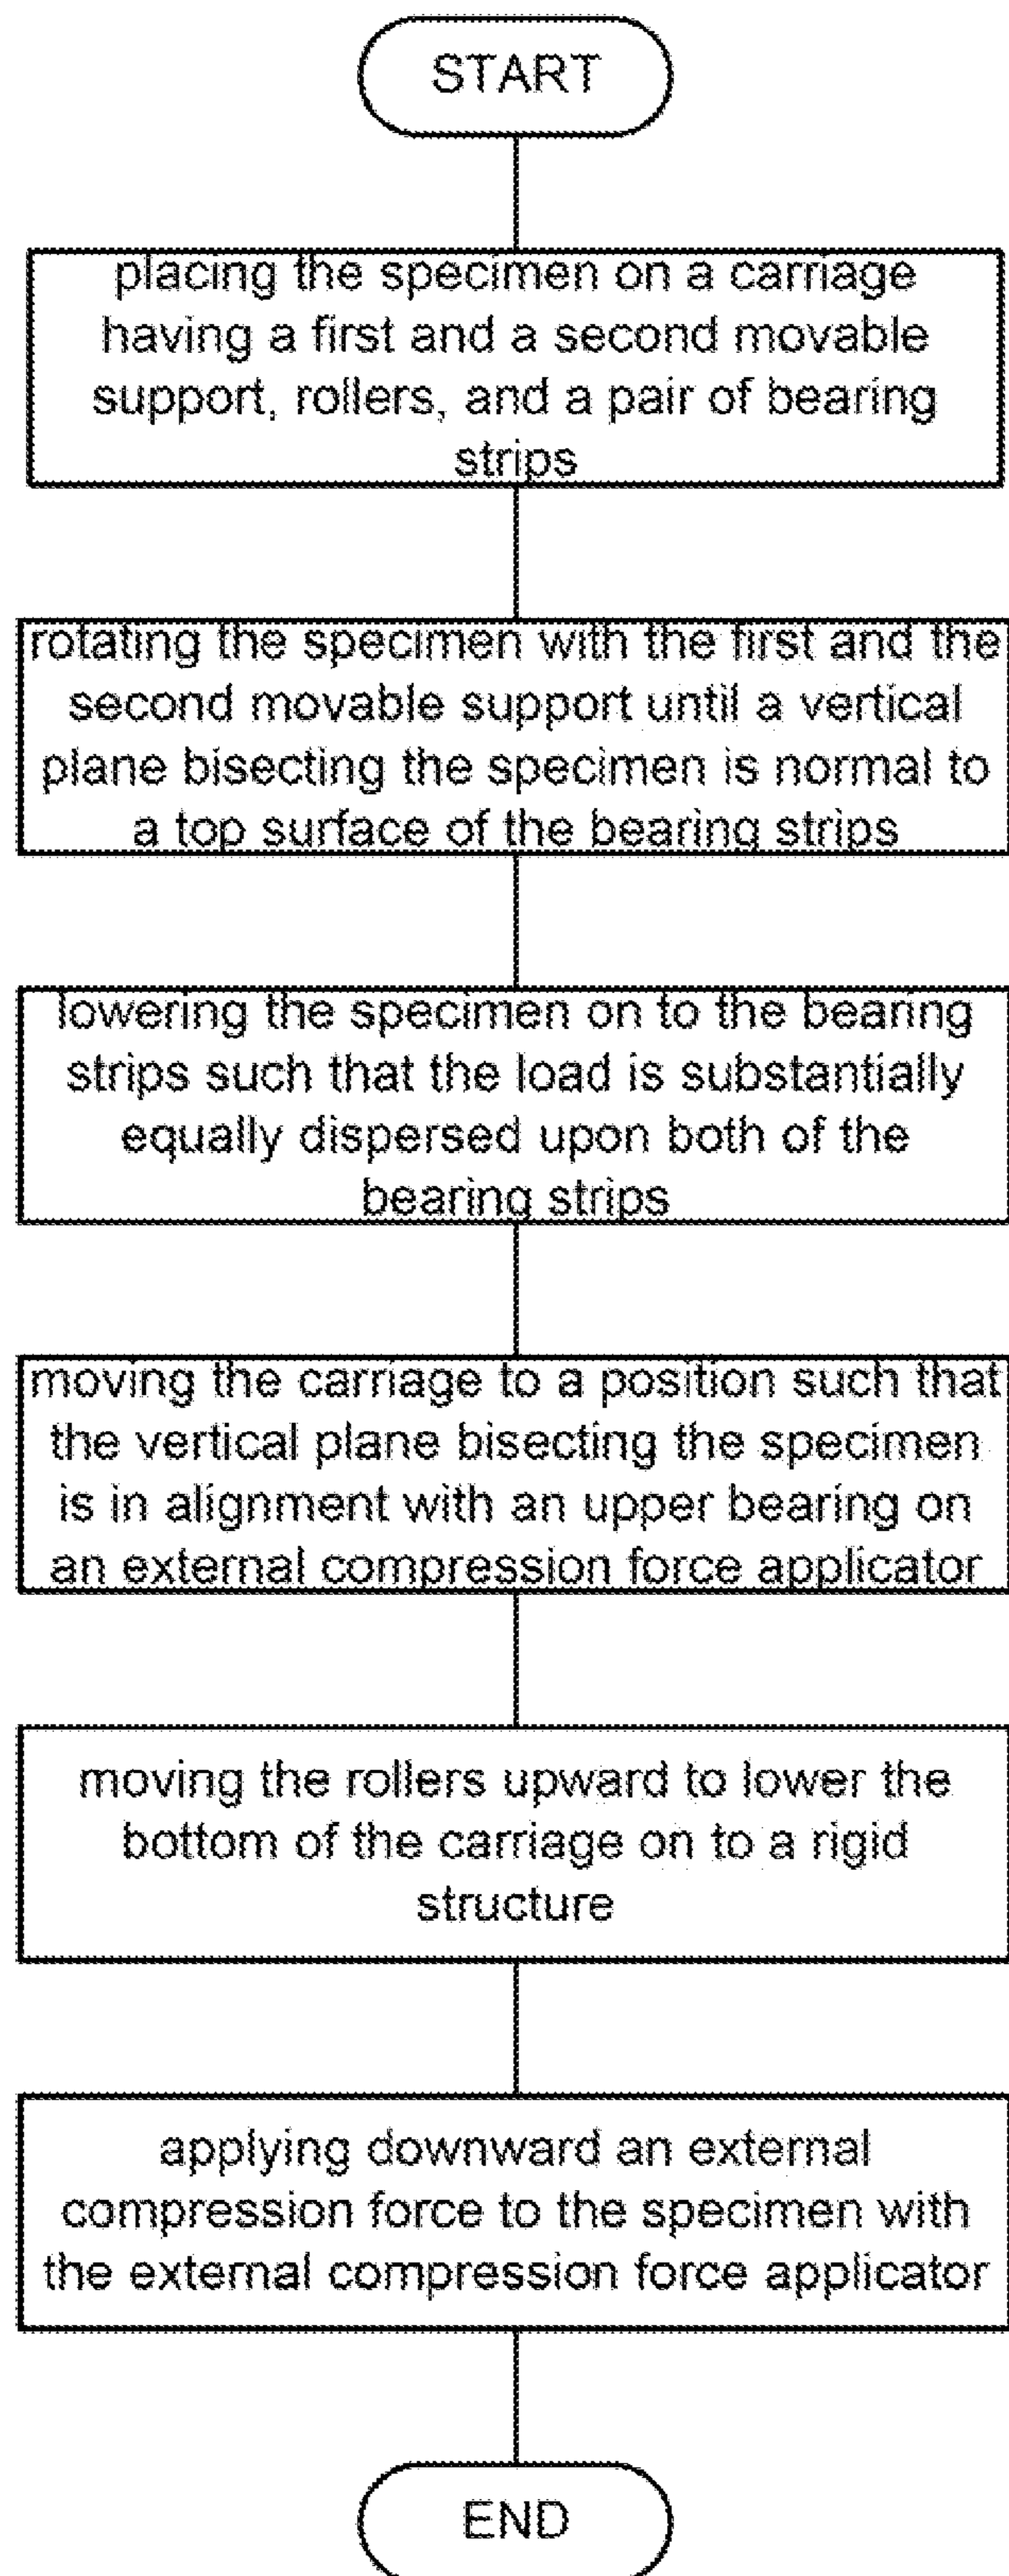 START
placing the specimen on a carriage
having a first and a second movable
support, rollers, and a pair of bearing
strips
rotating the specimen with the first and the
second movable support until a vertical
plane bisecting the specimen is normal to
a top surface of the bearing strips
lowering the specimen on to the bearing
strips such that the load is substantially
equally dispersed upon both of the
bearing strips
moving the carriage to a position such that
the vertical plane bisecting the specimen
is in alignment with an upper bearing on
an external compression force applicator
moving the rollers upward to lower the
bottom of the carriage on to a rigid
structure
applying downward an external
compression force to the specimen with
the external compression force applicator
END